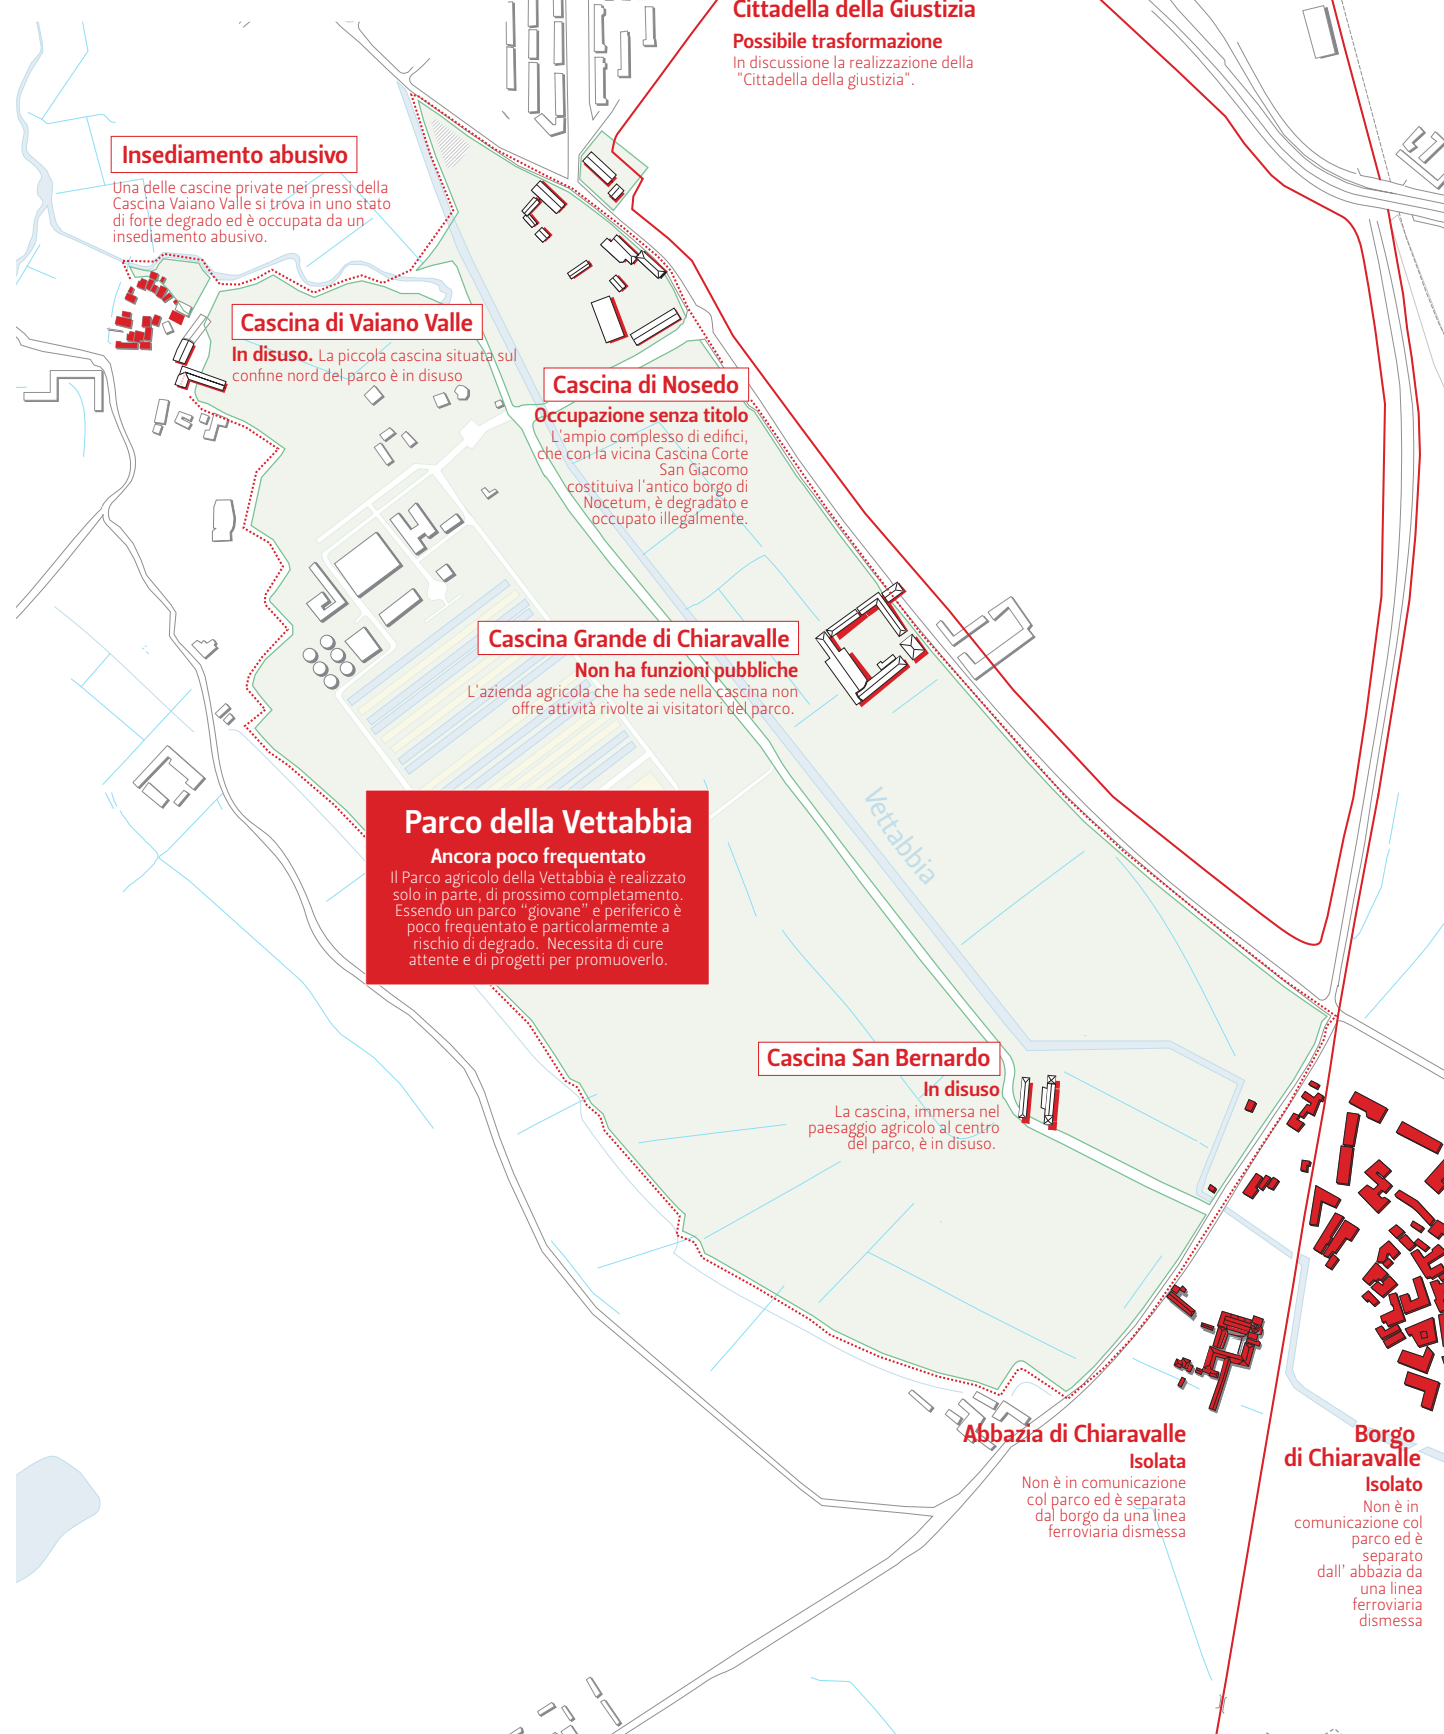 Cittadella della Giustizia
Possibile trasformazione
In discussione la realizzazione della
"Cittadella della giustizia".
Insediamento abusivo
Una delle cascine private nei pressi della
Cascina Vaiano Valle si trova in uno stato
di forte degrado ed è occupata da un
insediamento abusivo.
Cascina di Vaiano Valle
In disuso. La piccola cascina situata sul
confine nord del parco è in disuso
Cascina di Nosedo
Occupazione senza titolo
L'ampio complesso di edifici,
che con la vicina Cascina Corte
San Giacomo
costituiva l'antico borgo di
Nocetum, è degradato e
occupato illegalmente.
Cascina Grande di Chiaravalle
Non ha funzioni pubbliche
L'azienda agricola che ha sede nella cascina non
offre attività rivolte ai visitatori del parco.
Vettabbia
Parco della Vettabbia
Ancora poco frequentato
Il Parco agricolo della Vettabbia è realizzato
solo in parte, di prossimo completamento.
Essendo un parco “giovane” e periferico è
poco frequentato e particolarmemte a
rischio di degrado. Necessita di cure
attente e di progetti per promuoverlo.
Cascina San Bernardo
In disuso
La cascina, immersa nel
paesaggio agricolo al centro
del parco, è in disuso.
Abbazia di Chiaravalle
Isolata
Non è in comunicazione
col parco ed è separata
dal borgo da una linea
ferroviaria dismessa
Borgo
di Chiaravalle
Isolato
Non è in
comunicazione col
parco ed è
separato
dall' abbazia da
una linea
ferroviaria
dismessa